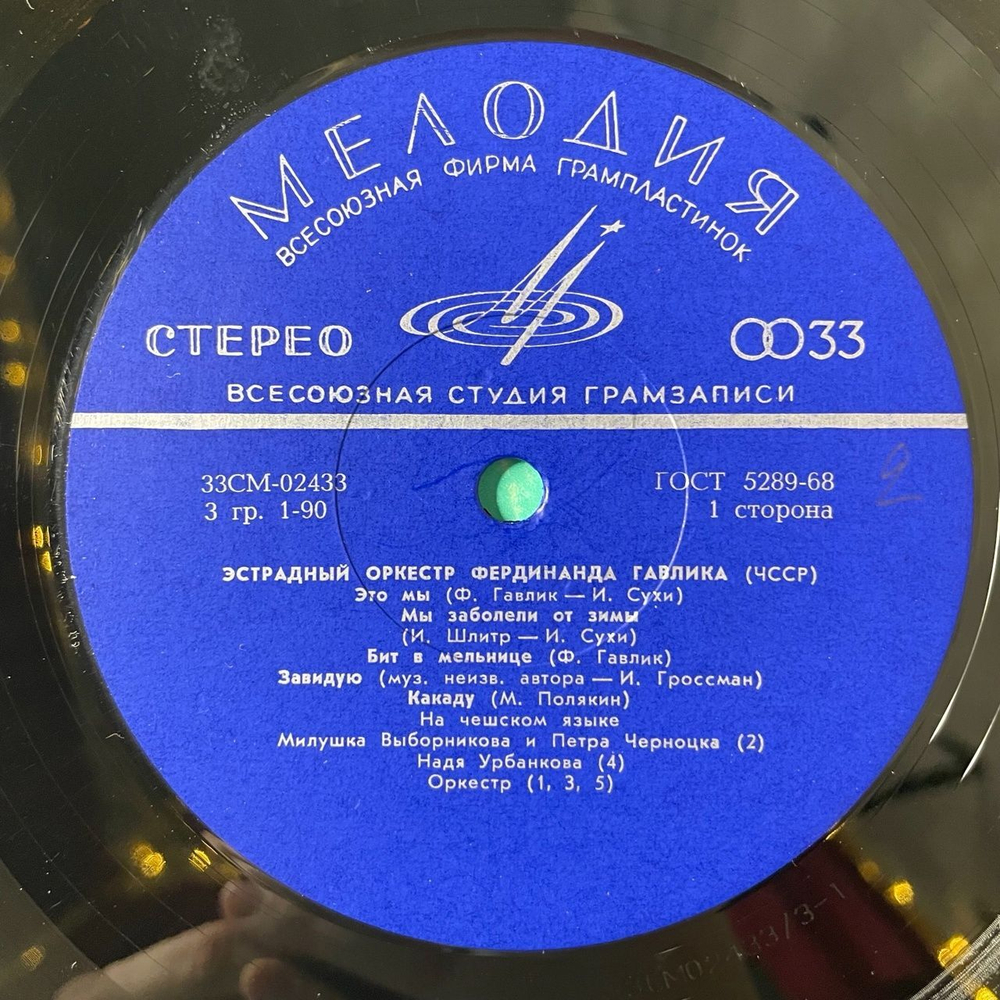 МЕЛОДИЯ
ВСЕСОЮЗНАЯ ФИРМА ГРАМПЛАСТИНОК
СТЕРЕО
33
ВСЕСОЮЗНАЯ СТУДИЯ ГРАМЗАПИСИ
33СМ-02433
ГОСТ 5289-68
3 гр. 1-90
1 сторона
ЭСТРАДНЫЙ ОРКЕСТР ФЕРДИНАНДА ГАВЛИКА (ЧССР)
Это мы (Ф. Гавлик — И. Сухи)
Мы заболели от зимы
(И. Шлитр — И. Сухи)
Бит в мельнице (Ф. Гавлик)
Завидую (муз. неизв. автора — И. Гроссман)
Какаду (М. Полякин)
На чешском языке
Милушка Выборникова и Петра Черноцка (2)
Надя Урбанкова (4)
Оркестр (1, 3, 5)